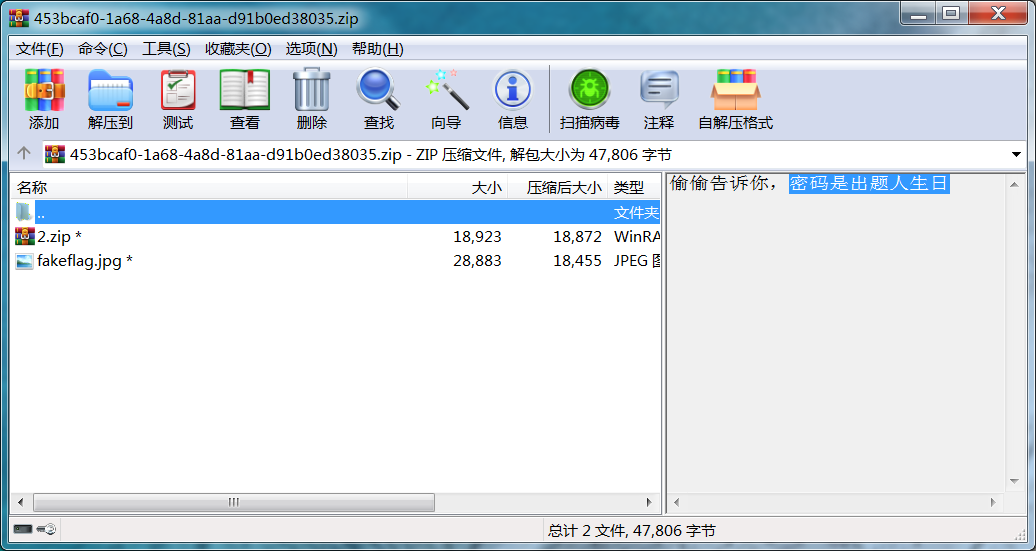 453bcaf0-1a68-4a8d-81aa-d91b0ed38035.zip
文件(F) 命令(C) 工具(S) 收藏夹(O) 选项(N) 帮助(H)
添加 解压到 测试 查看 删除 查找 向导 信息 扫描病毒 注释 自解压格式
453bcaf0-1a68-4a8d-81aa-d91b0ed38035.zip - ZIP 压缩文件, 解包大小为 47,806 字节
名称 大小 压缩后大小 类型
偷偷告诉你，密码是出题人生日
.. 文件夹
2.zip * 18,923 18,872 WinRA
fakeflag.jpg * 28,883 18,455 JPEG
总计 2 文件, 47,806 字节